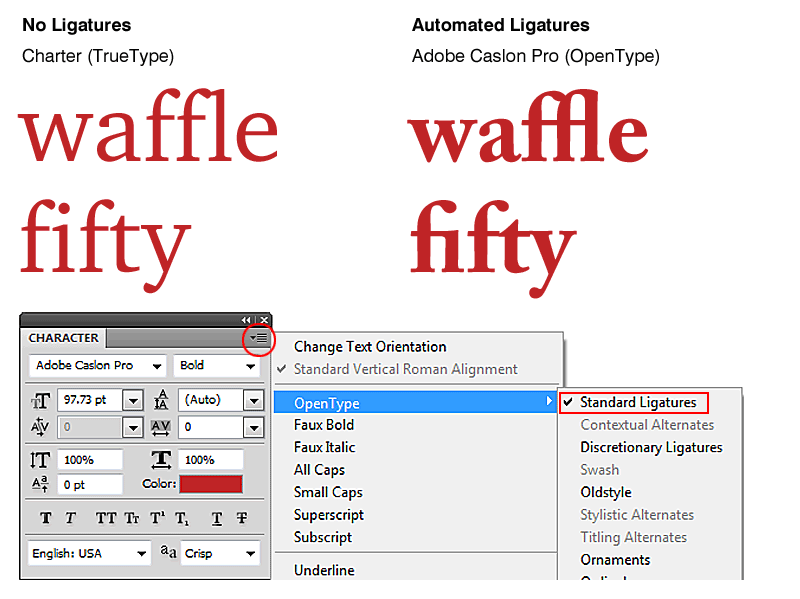 No Ligatures
Charter (TrueType)
waffle
fifty
Automated Ligatures
Adobe Caslon Pro (OpenType)
waffle
fifty
CHARACTER
Adobe Caslon Pro Bold
97.73 pt (Auto)
0 0
100% 100%
0 pt Color:
T T TT Tr T¹ T₁ T T
English: USA aa Crisp
Change Text Orientation
Standard Vertical Roman Alignment
OpenType
Faux Bold
Faux Italic
All Caps
Small Caps
Superscript
Subscript
Underline
Standard Ligatures
Contextual Alternates
Discretionary Ligatures
Swash
Oldstyle
Stylistic Alternates
Titling Alternates
Ornaments